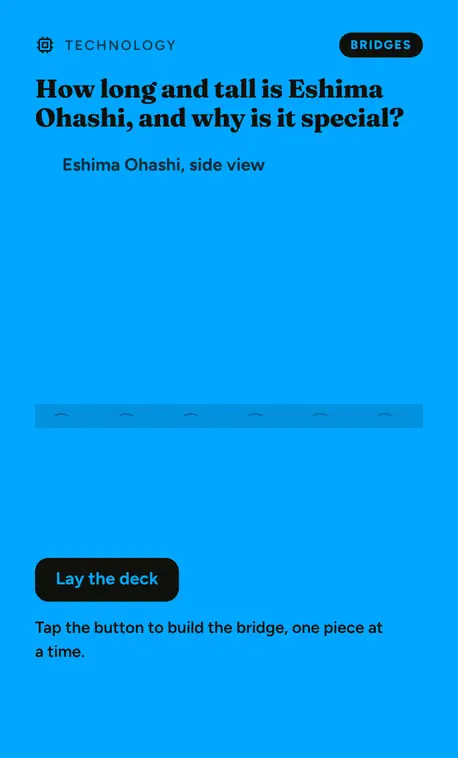 TECHNOLOGY
BRIDGES
How long and tall is Eshima
Ohashi, and why is it special?
Eshima Ohashi, side view
Lay the deck
Tap the button to build the bridge, one piece at
a time.